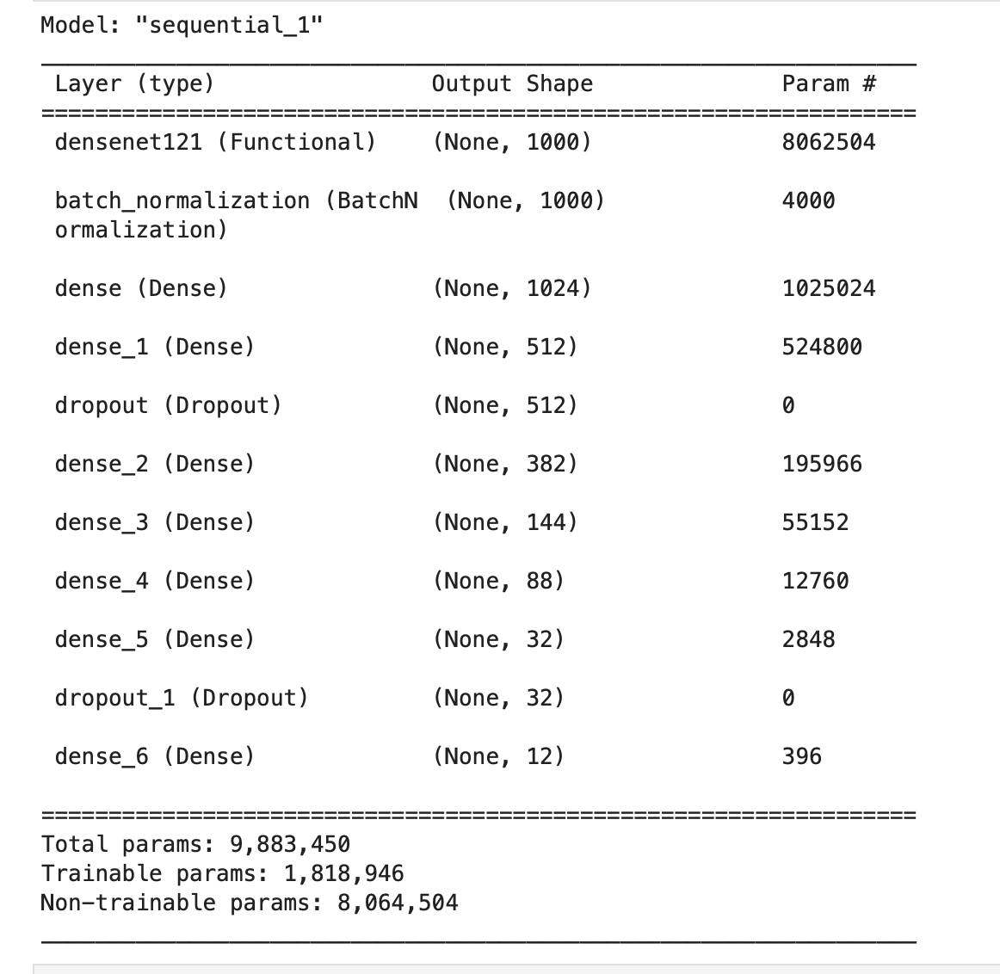 Model: "sequential_1"
_________________________________________________________________
Layer (type) Output Shape Param #
=================================================================
densenet121 (Functional) (None, 1000) 8062504
batch_normalization (BatchN (None, 1000) 4000
ormalization)
dense (Dense) (None, 1024) 1025024
dense_1 (Dense) (None, 512) 524800
dropout (Dropout) (None, 512) 0
dense_2 (Dense) (None, 382) 195966
dense_3 (Dense) (None, 144) 55152
dense_4 (Dense) (None, 88) 12760
dense_5 (Dense) (None, 32) 2848
dropout_1 (Dropout) (None, 32) 0
dense_6 (Dense) (None, 12) 396
=================================================================
Total params: 9,883,450
Trainable params: 1,818,946
Non-trainable params: 8,064,504
_________________________________________________________________